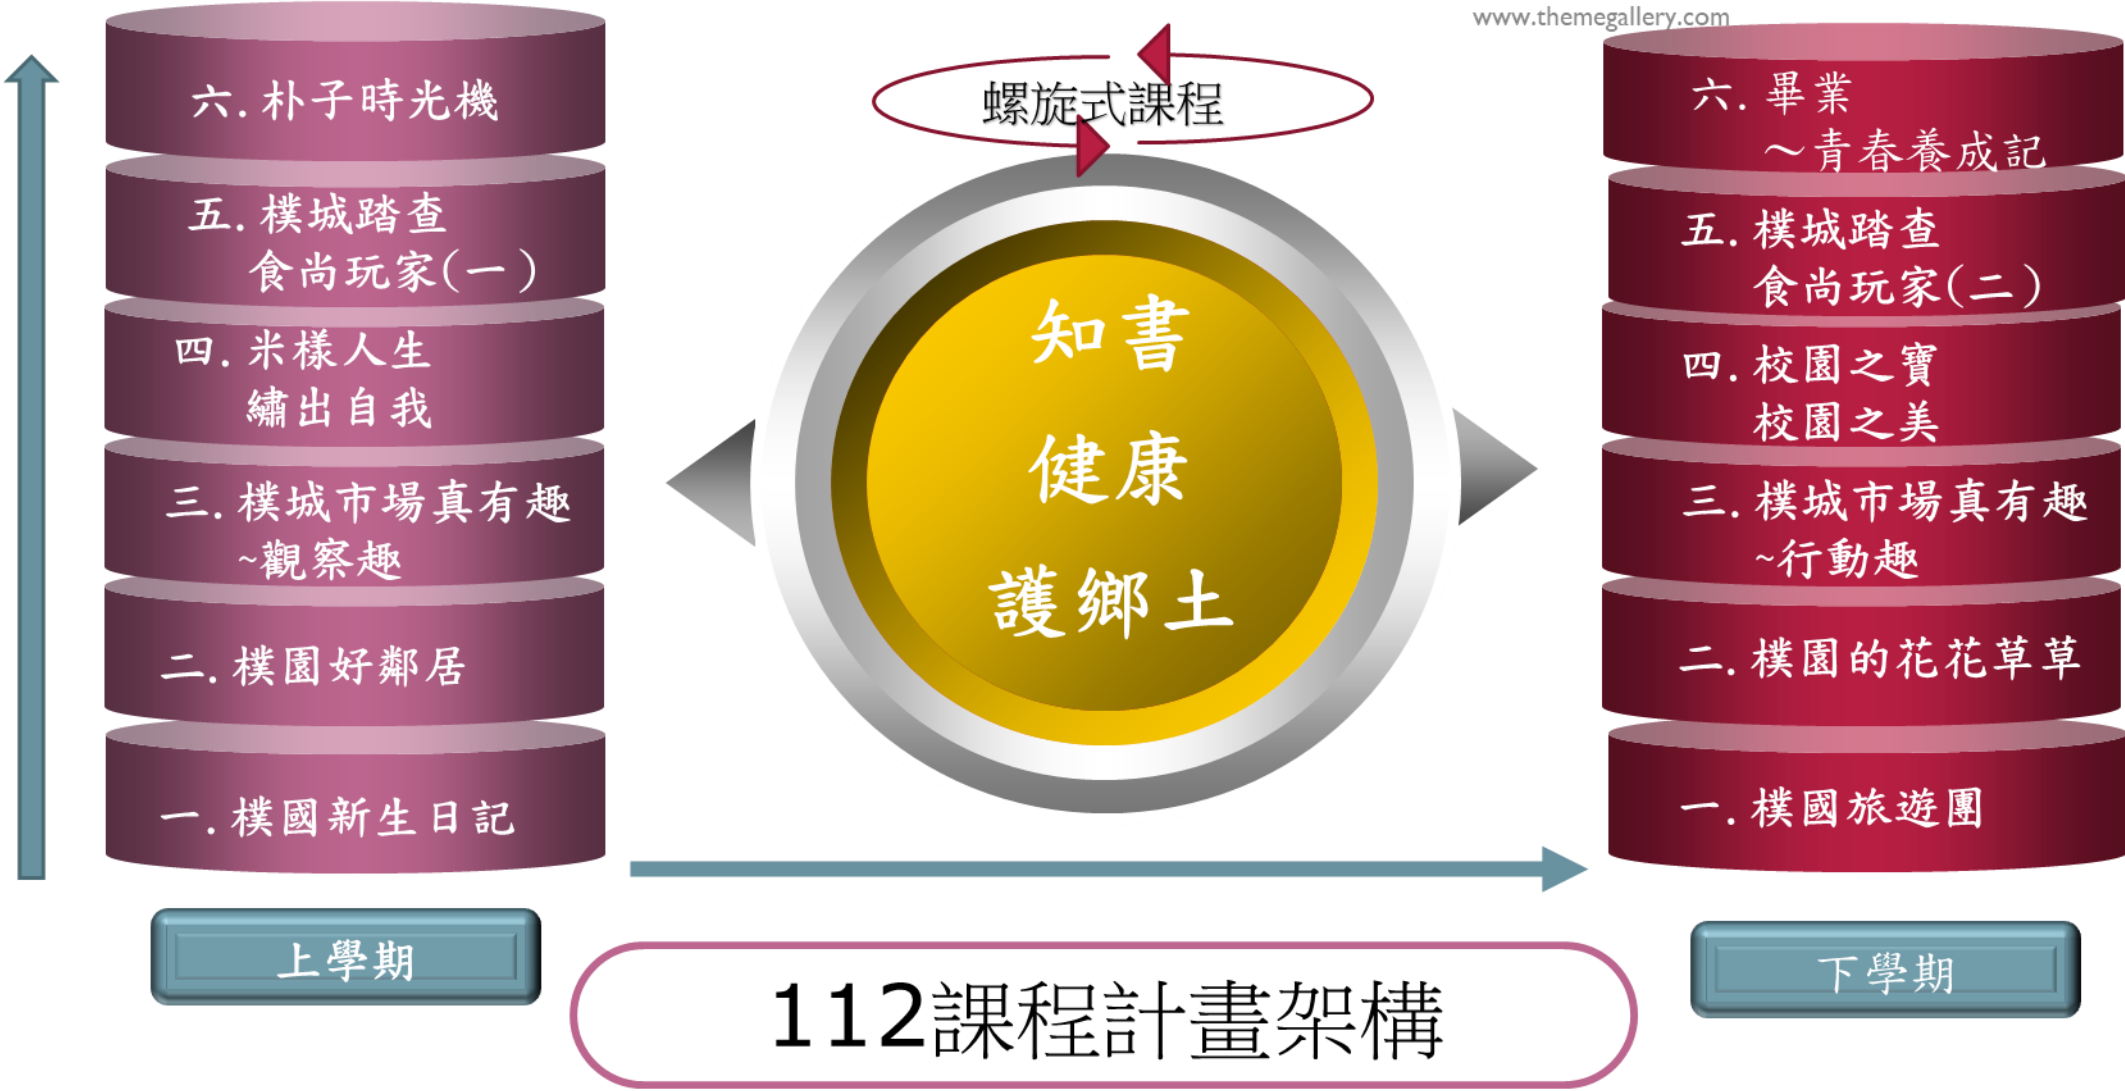 www.themegallery.com
六.朴子時光機
五.樸城踏查
食尚玩家(一)
四.米樣人生
繡出自我
三.樸城市場真有趣
~觀察趣
二.樸園好鄰居
一.樸國新生日記
上學期
螺旋式課程
知書
健康
護鄉土
112課程計畫架構
六.畢業
～青春養成記
五.樸城踏查
食尚玩家(二)
四.校園之寶
校園之美
三.樸城市場真有趣
~行動趣
二.樸園的花花草草
一.樸國旅遊團
下學期